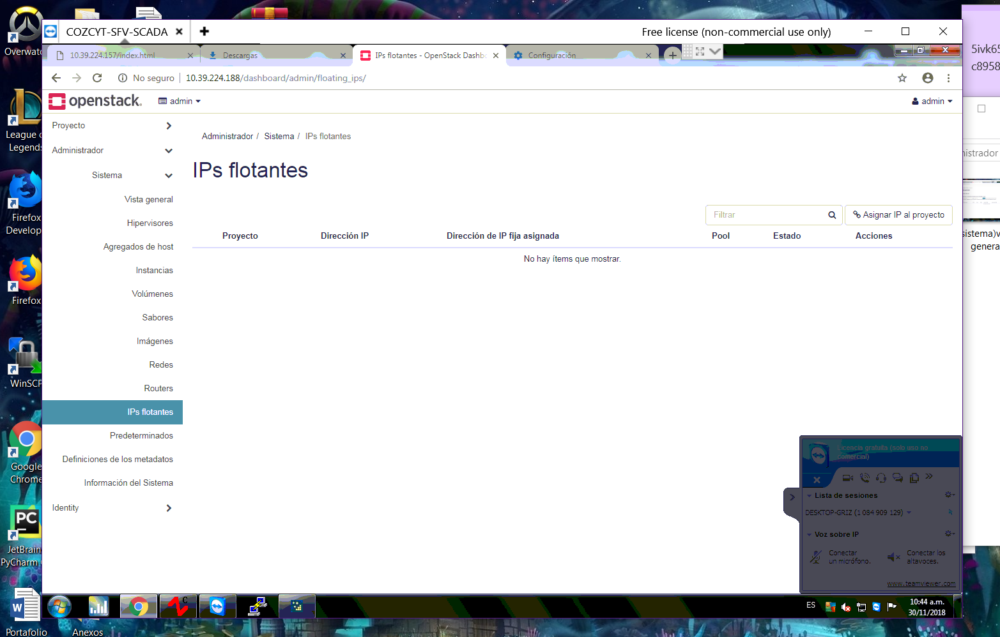 Overwatc
League o
Legends
Firefox
Develop
Firefox
WinSCP
Google
Chrome
JetBrain
PyCharm
Portafolio
Anexos
COZCYT-SFV-SCADA
Free license (non-commercial use only)
10.39.224.157/index.html
Descargas
IPs flotantes - OpenStack Dashbo
Configuración
No seguro
10.39.224.188/dashboard/admin/floating_ips/
openstack.
admin
admin
Proyecto
Administrador
Sistema
Vista general
Hipervisores
Agregados de host
Instancias
Volúmenes
Sabores
Imágenes
Redes
Routers
IPs flotantes
Predeterminados
Definiciones de los metadatos
Información del Sistema
Identity
Administrador / Sistema / IPs flotantes
IPs flotantes
Filtrar
Asignar IP al proyecto
Proyecto Dirección IP Dirección de IP fija asignada Pool Estado Acciones
No hay ítems que mostrar.
Licencia gratuita (solo uso no
comercial)
Lista de sesiones
DESKTOP-GRIZ (1 084 909 129)
Voz sobre IP
Conectar
un micrófono.
Conectar los
altavoces.
www.teamviewer.com
ES
10:44 a.m.
30/11/2018
5ivk65
c8958
nistrador
sistema)v
genera
PC
W